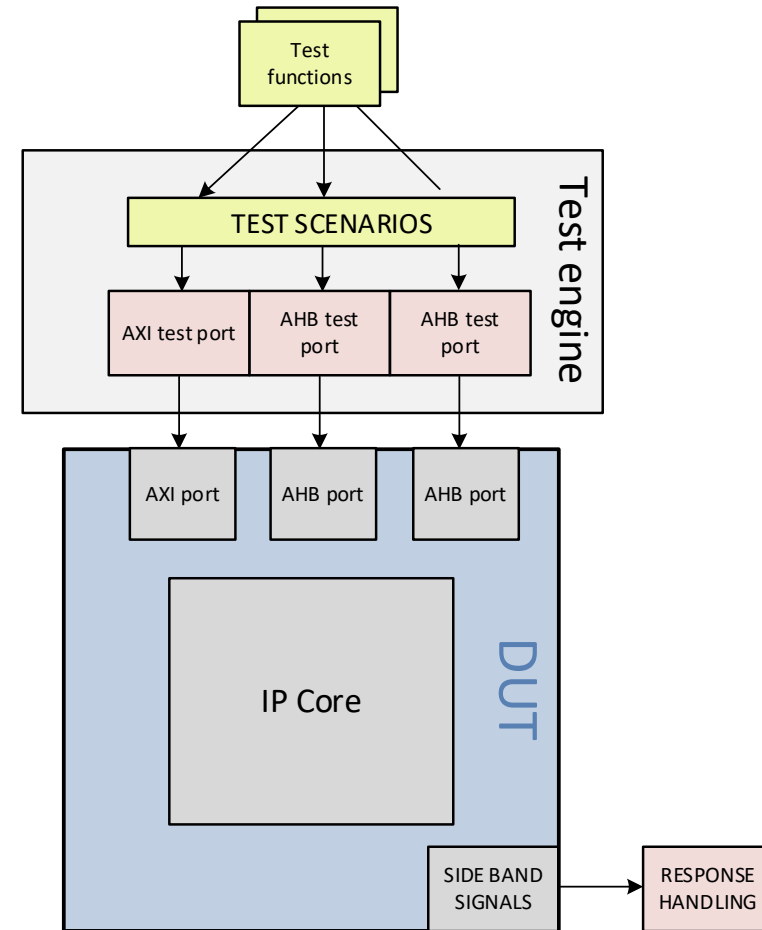 Test
functions
Test engine
TEST SCENARIOS
AXI test port
AHB test
port
AHB test
port
AXI port
AHB port
AHB port
DUT
IP Core
SIDE BAND
SIGNALS
RESPONSE
HANDLING